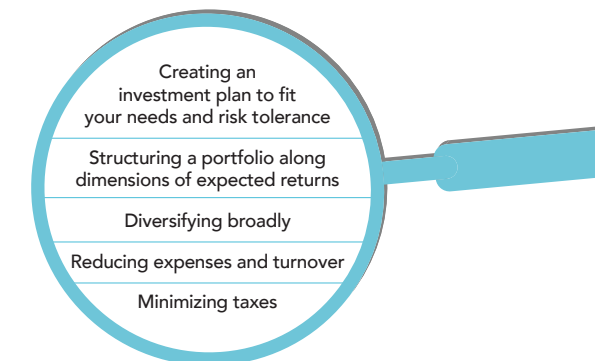 Creating an
investment plan to fit
your needs and risk tolerance
Structuring a portfolio along
dimensions of expected returns
Diversifying broadly
Reducing expenses and turnover
Minimizing taxes